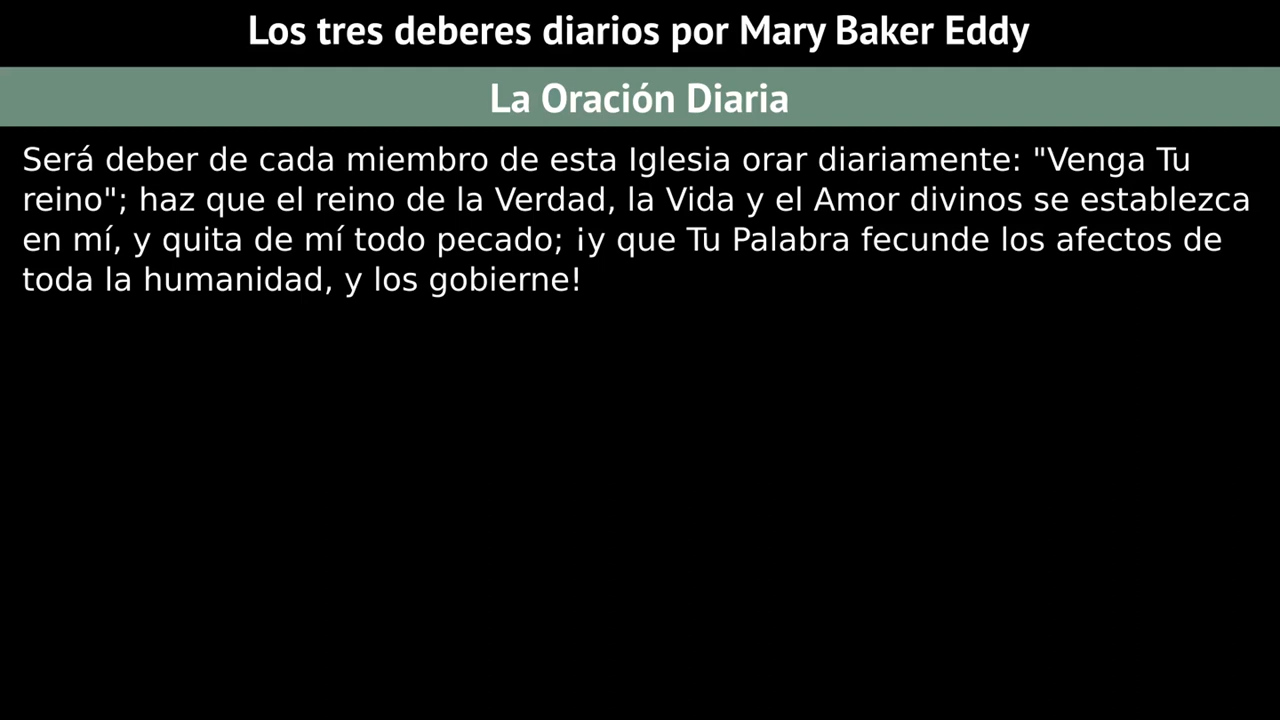 Los tres deberes diarios por Mary Baker Eddy
La Oración Diaria
Será deber de cada miembro de esta Iglesia orar diariamente: "Venga Tu
reino"; haz que el reino de la Verdad, la Vida y el Amor divinos se establezca
en mí, y quita de mí todo pecado; ¡y que Tu Palabra fecunde los afectos de
toda la humanidad, y los gobierne!